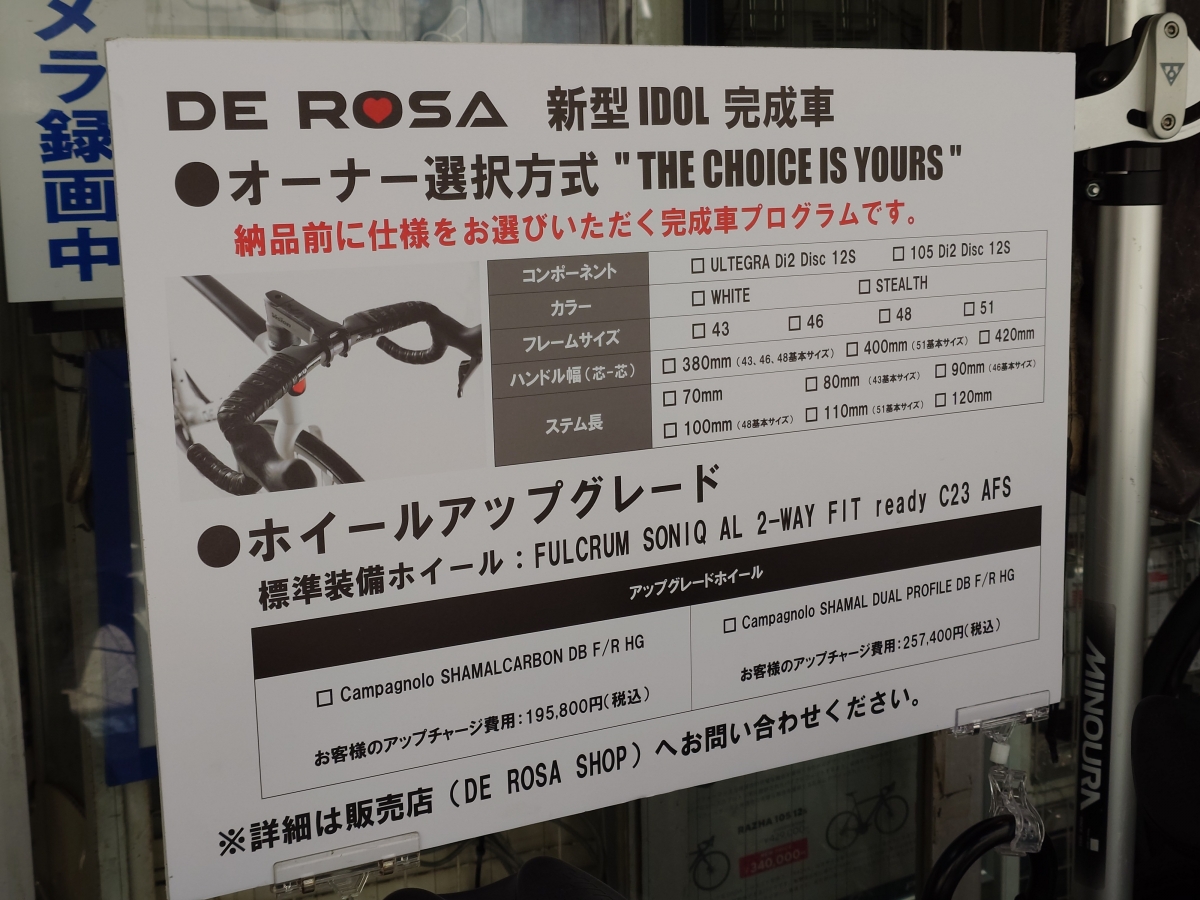 メラ録画中
DE ROSA 新型 IDOL 完成車
●オーナー選択方式 " THE CHOICE IS YOURS "
納品前に仕様をお選びいただく完成車プログラムです。
コンポーネント □ ULTEGRA Di2 Disc 12S □ 105 Di2 Disc 12S
カラー □ WHITE □ STEALTH
フレームサイズ □ 43 □ 46 □ 48 □ 51
ハンドル幅（芯-芯） □ 380mm（43、46、48基本サイズ） □ 400mm（51基本サイズ） □ 420mm
ステム長 □ 70mm □ 80mm （43基本サイズ） □ 90mm（46基本サイズ）
□ 100mm（48基本サイズ） □ 110mm（51基本サイズ） □ 120mm
●ホイールアップグレード
標準装備ホイール：FULCRUM SONIQ AL 2-WAY FIT ready C23 AFS
アップグレードホイール
□ Campagnolo SHAMALCARBON DB F/R HG
お客様のアップチャージ費用：195,800円（税込）
□ Campagnolo SHAMAL DUAL PROFILE DB F/R HG
お客様のアップチャージ費用：257,400円（税込）
※詳細は販売店（DE ROSA SHOP）へお問い合わせください。
MINOURA
RAZHA 105 12s